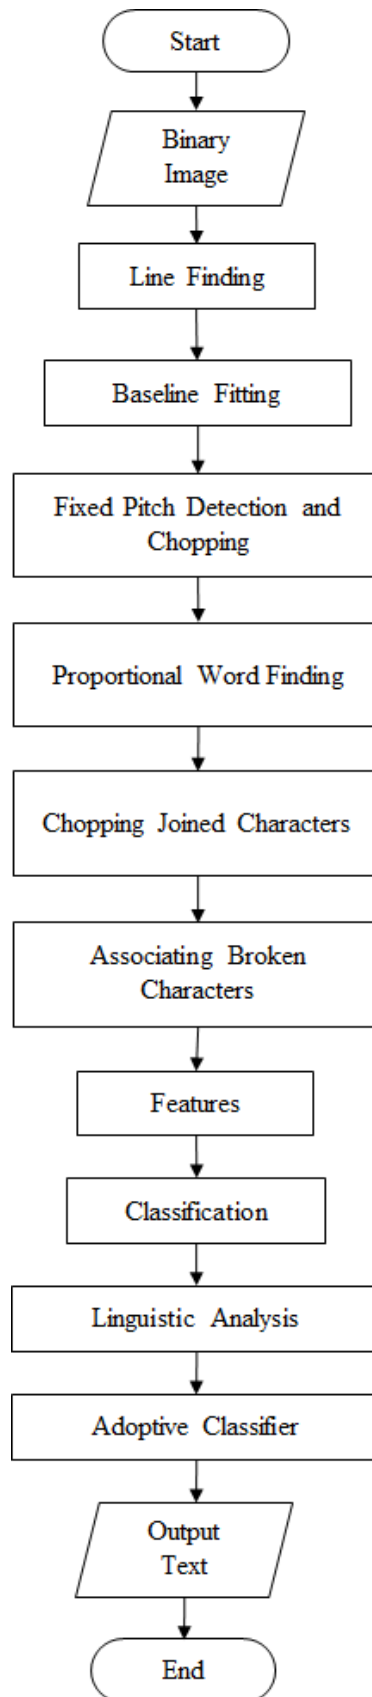 Start
Binary
Image
Line Finding
Baseline Fitting
Fixed Pitch Detection and
Chopping
Proportional Word Finding
Chopping Joined Characters
Associating Broken
Characters
Features
Classification
Linguistic Analysis
Adoptive Classifier
Output
Text
End